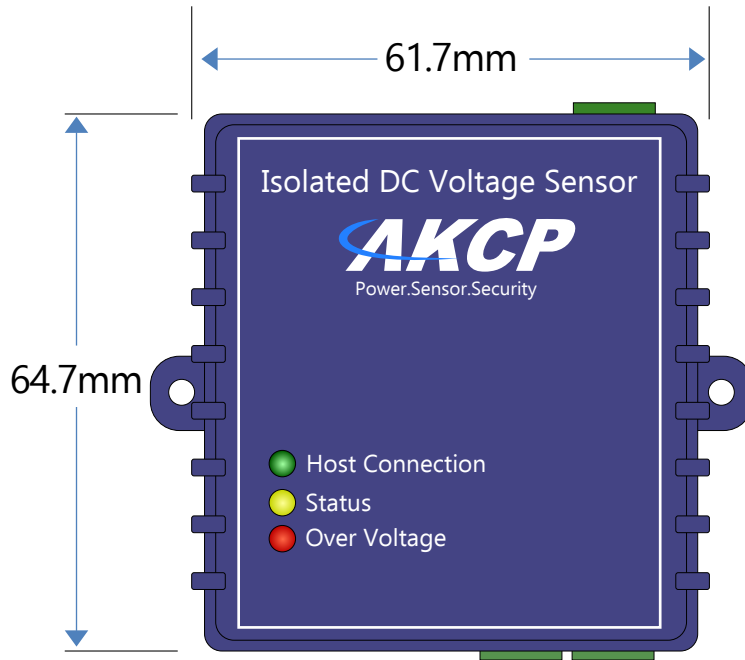 61.7mm
Isolated DC Voltage Sensor
AKCP
Power.Sensor.Security
64.7mm
Host Connection
Status
Over Voltage